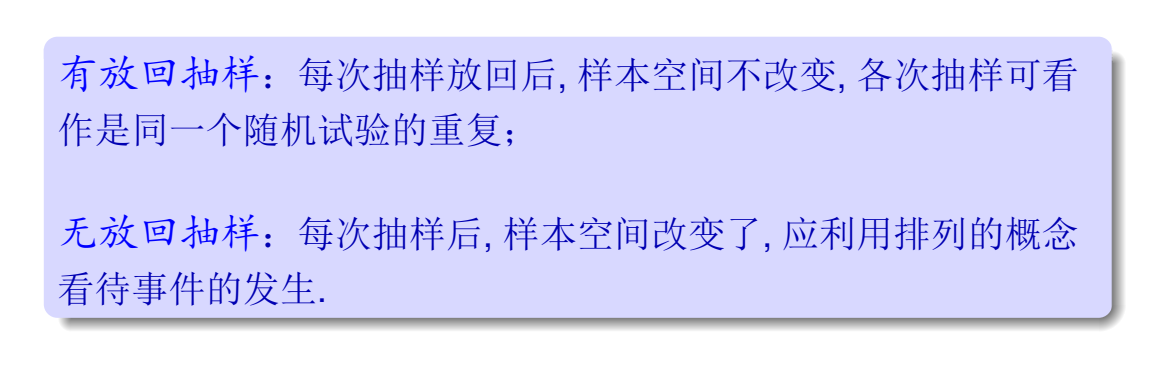 有放回抽样：每次抽样放回后, 样本空间不改变, 各次抽样可看
作是同一个随机试验的重复；
无放回抽样：每次抽样后, 样本空间改变了, 应利用排列的概念
看待事件的发生.